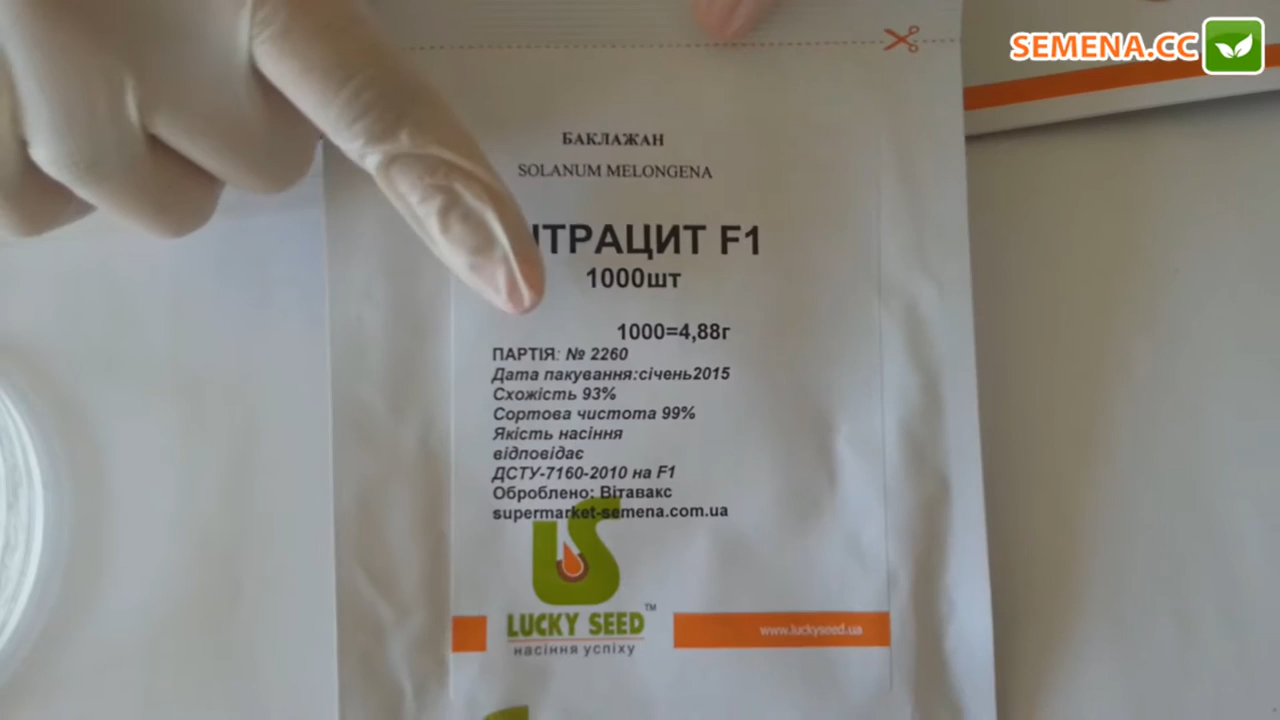 SEMENA.CC
БАКЛАЖАН
SOLANUM MELONGENA
F1
1000шт
1000=4,88г
ПАРТІЯ: № 2260
Дата пакування:січень2015
Схожість 93%
Сортова чистота 99%
Якість насіння
відповідає
ДСТУ-7160-2010 на F1
Оброблено: Вітавакс
supermarket-semena.com.ua
LUCKY SEED™
www.luckyseed.ua
насіння успіху